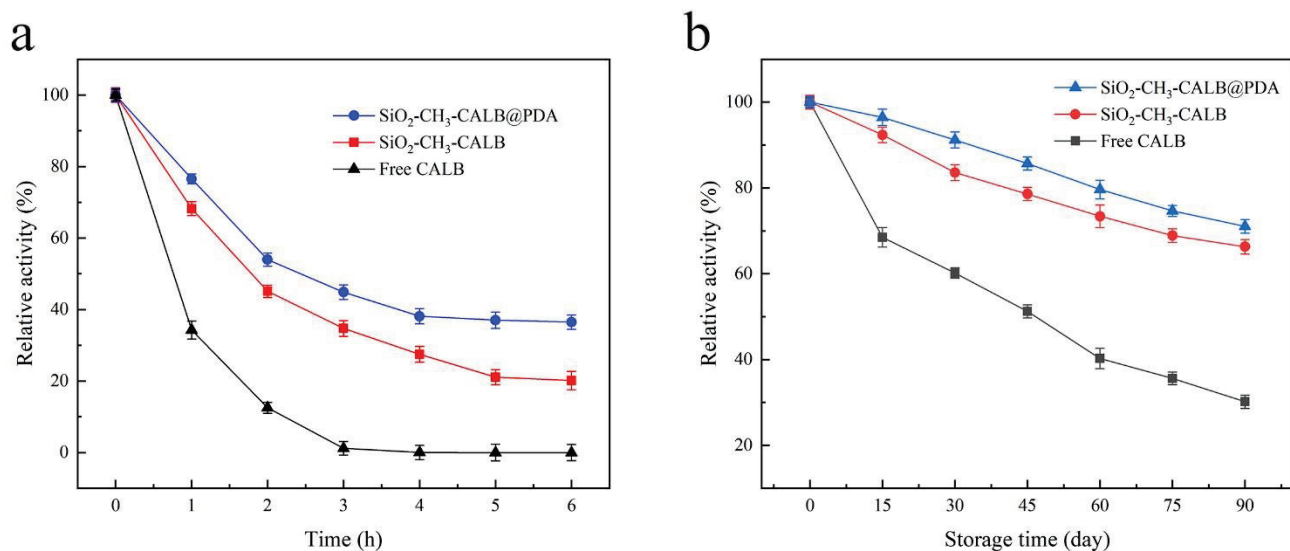 a
100
80
60
40
20
0
Relative activity (%)
SiO₂-CH₃-CALB@PDA
SiO₂-CH₃-CALB
Free CALB
0 1 2 3 4 5 6
Time (h)
b
100
80
60
40
20
Relative activity (%)
SiO₂-CH₃-CALB@PDA
SiO₂-CH₃-CALB
Free CALB
0 15 30 45 60 75 90
Storage time (day)